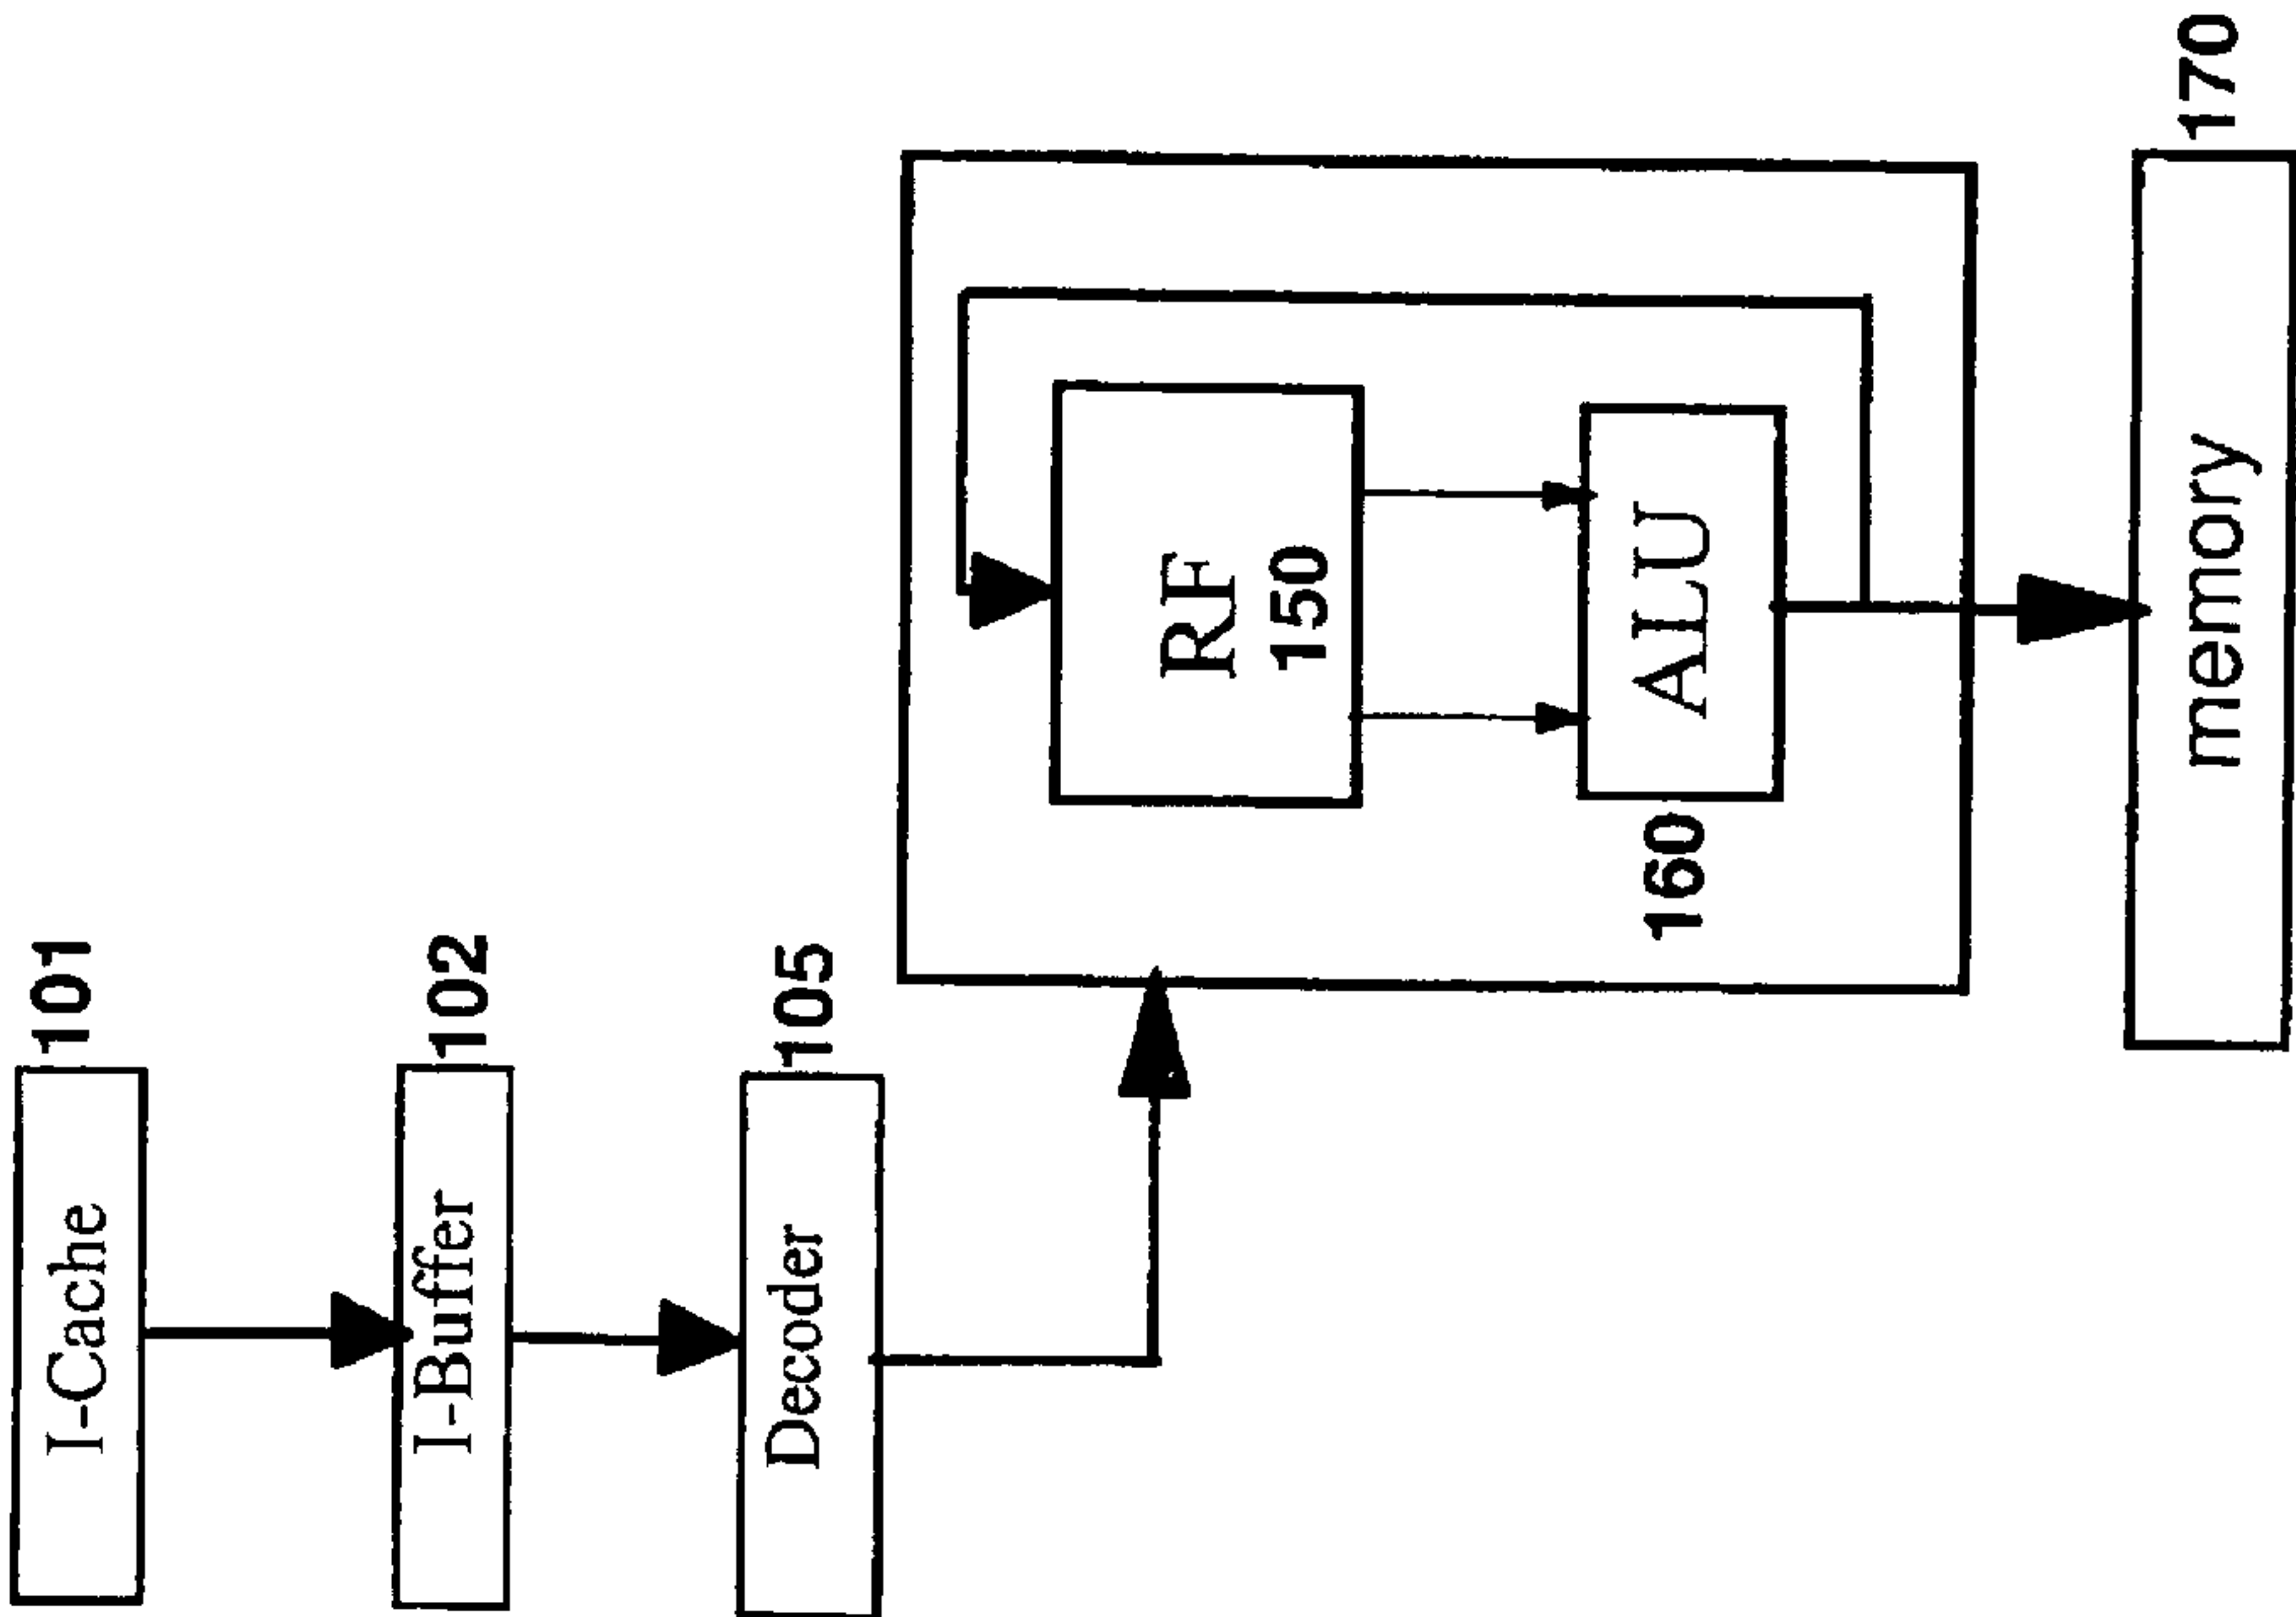 I-Cache
101
I-Buffer
102
Decoder
105
RF
150
ALU
160
memory
170